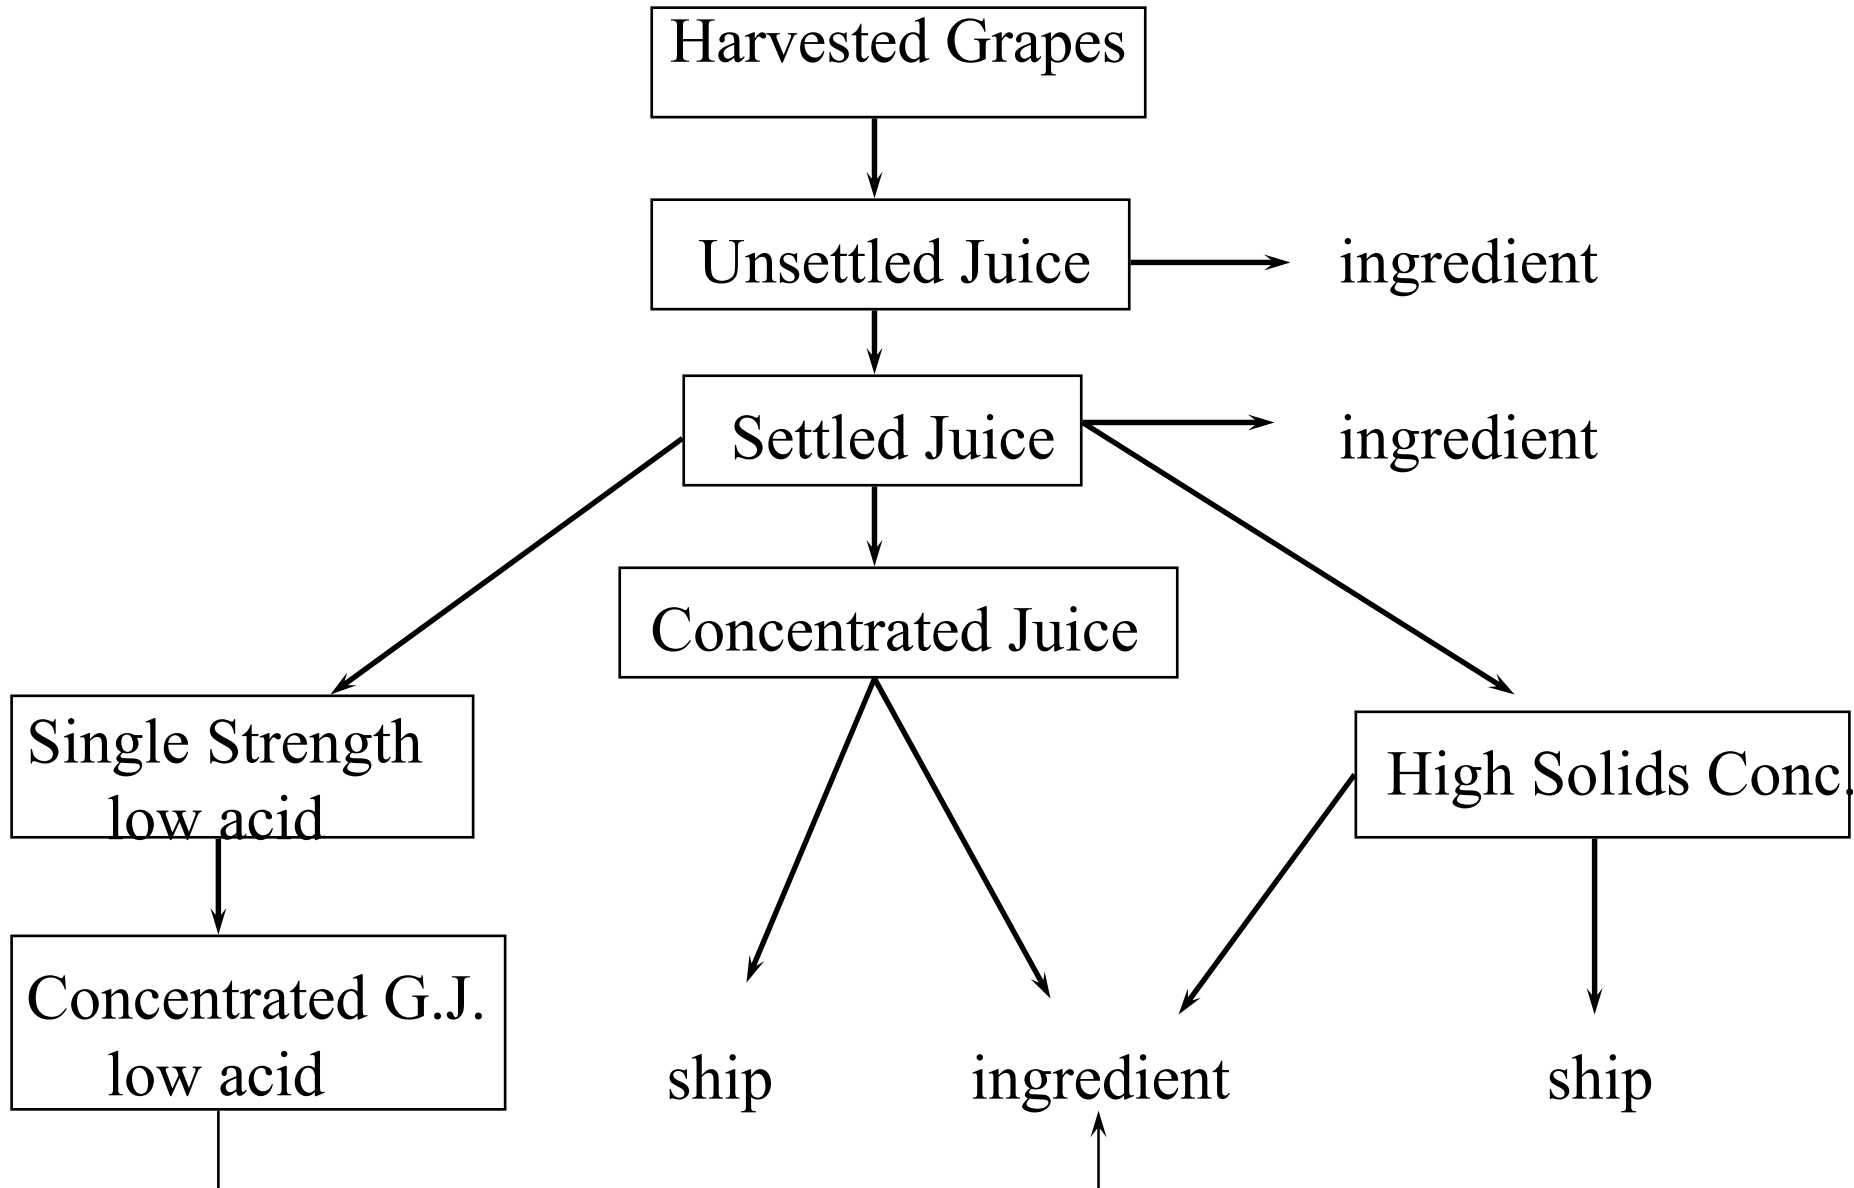 Harvested Grapes
Unsettled Juice
ingredient
Settled Juice
ingredient
Concentrated Juice
Single Strength
low acid
High Solids Conc.
Concentrated G.J.
low acid
ship
ingredient
ship